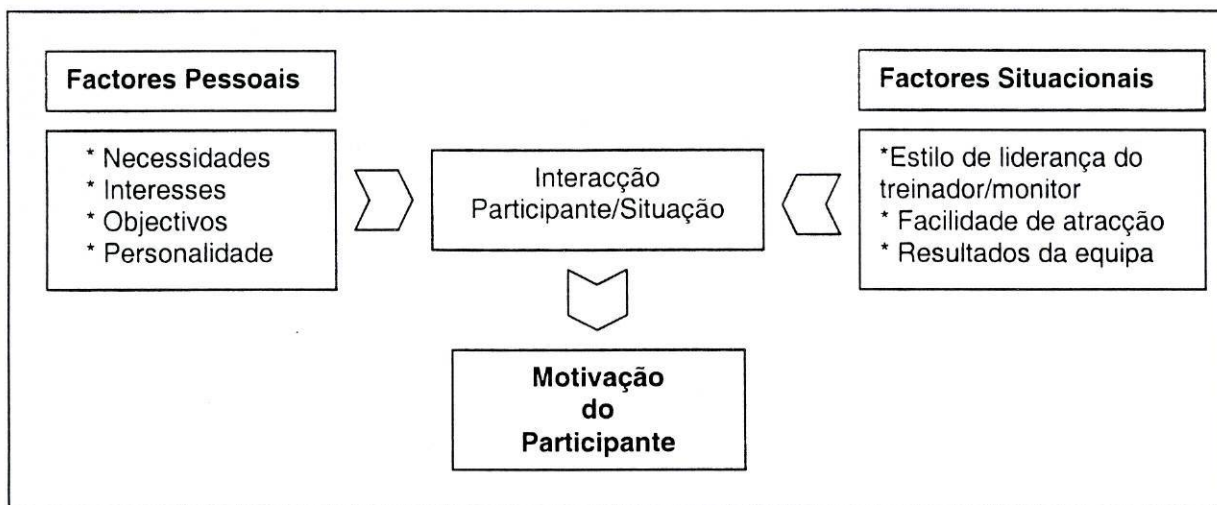 Factores Pessoais
* Necessidades
* Interesses
* Objectivos
* Personalidade
Interacção
Participante/Situação
Factores Situacionais
*Estilo de liderança do
treinador/monitor
* Facilidade de atracção
* Resultados da equipa
Motivação
do
Participante